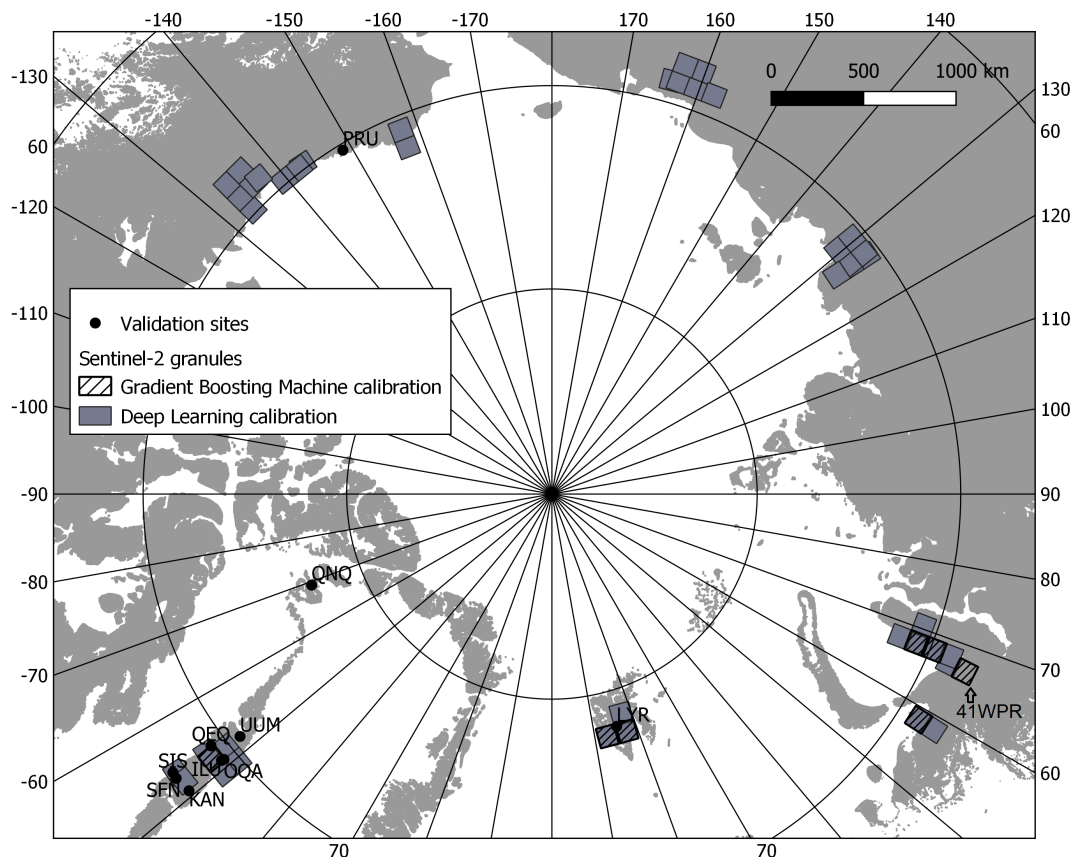 -140
-150
-160
-170
170
160
150
140
-130
0
500
1000 km
130
PRU
60
60
-120
120
-110
110
Validation sites
Sentinel-2 granules
Gradient Boosting Machine calibration
Deep Learning calibration
-100
100
-90
90
QNQ
-80
80
-70
70
LYR
41WPR
UUM
QEQ
SIS
ILU
OQA
-60
60
SFN
KAN
70
70